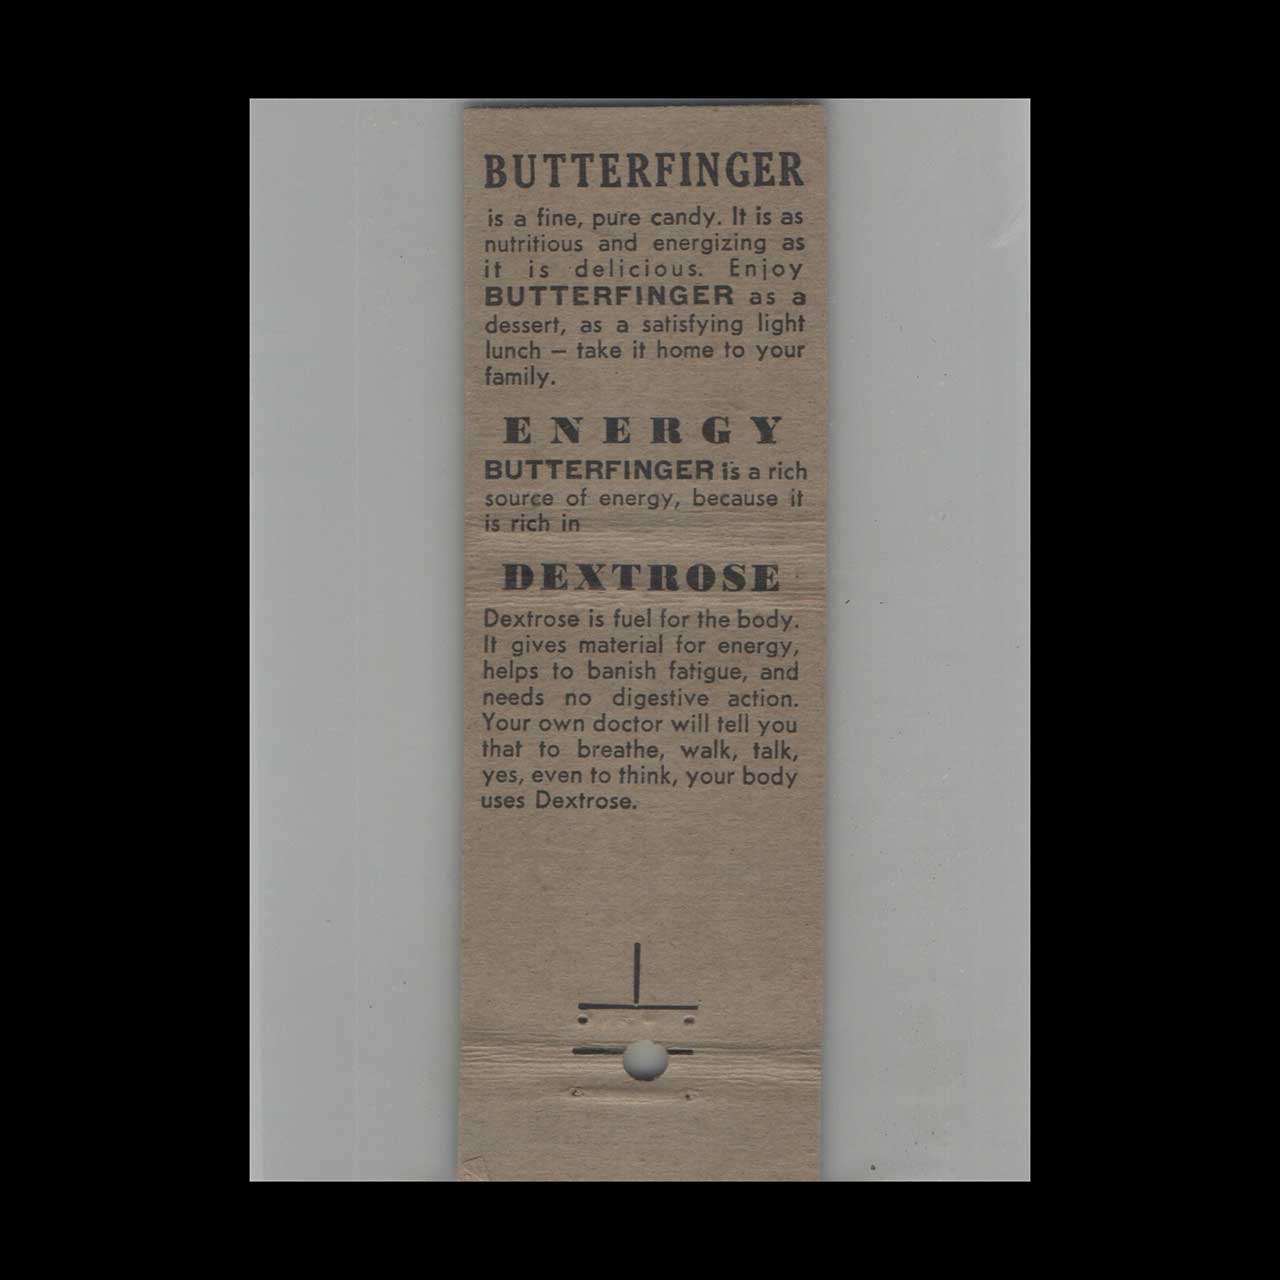 BUTTERFINGER
is a fine, pure candy. It is as
nutritious and energizing as
it is delicious. Enjoy
BUTTERFINGER as a
dessert, as a satisfying light
lunch — take it home to your
family.
ENERGY
BUTTERFINGER is a rich
source of energy, because it
is rich in
DEXTROSE
Dextrose is fuel for the body.
It gives material for energy,
helps to banish fatigue, and
needs no digestive action.
Your own doctor will tell you
that to breathe, walk, talk,
yes, even to think, your body
uses Dextrose.